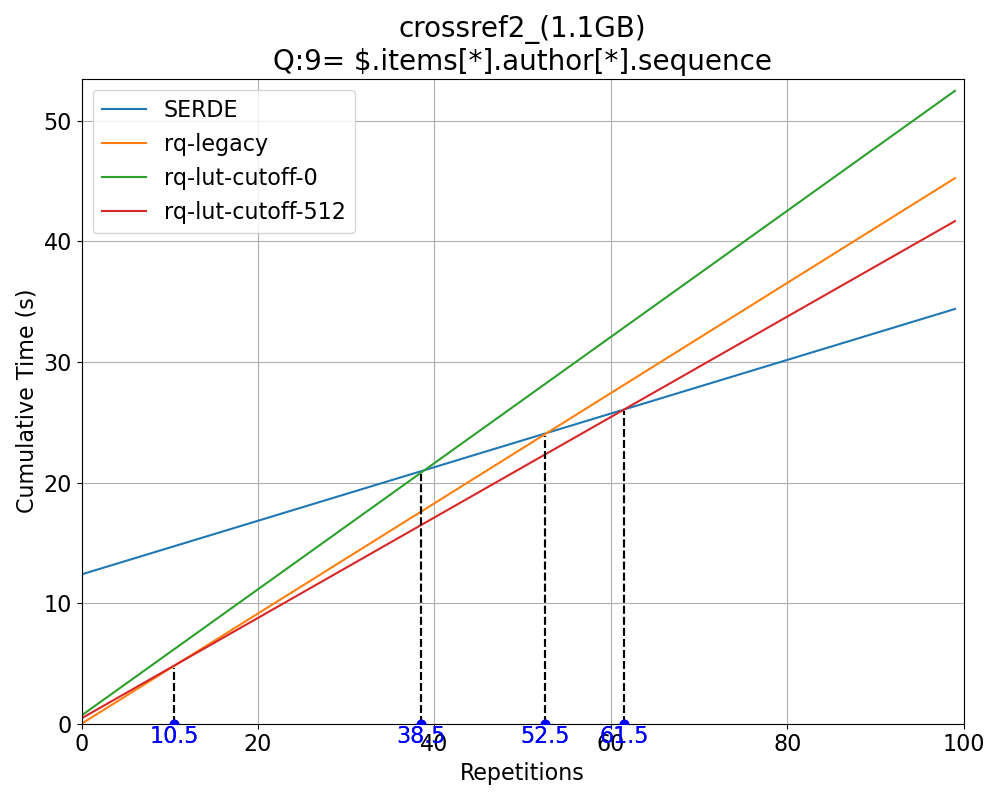 crossref2_(1.1GB)
Q:9= $.items[*].author[*].sequence
SERDE
rq-legacy
rq-lut-cutoff-0
rq-lut-cutoff-512
Cumulative Time (s)
50
40
30
20
10
0
0 20 40 60 80 100
10.5 38.5 52.5 61.5
Repetitions